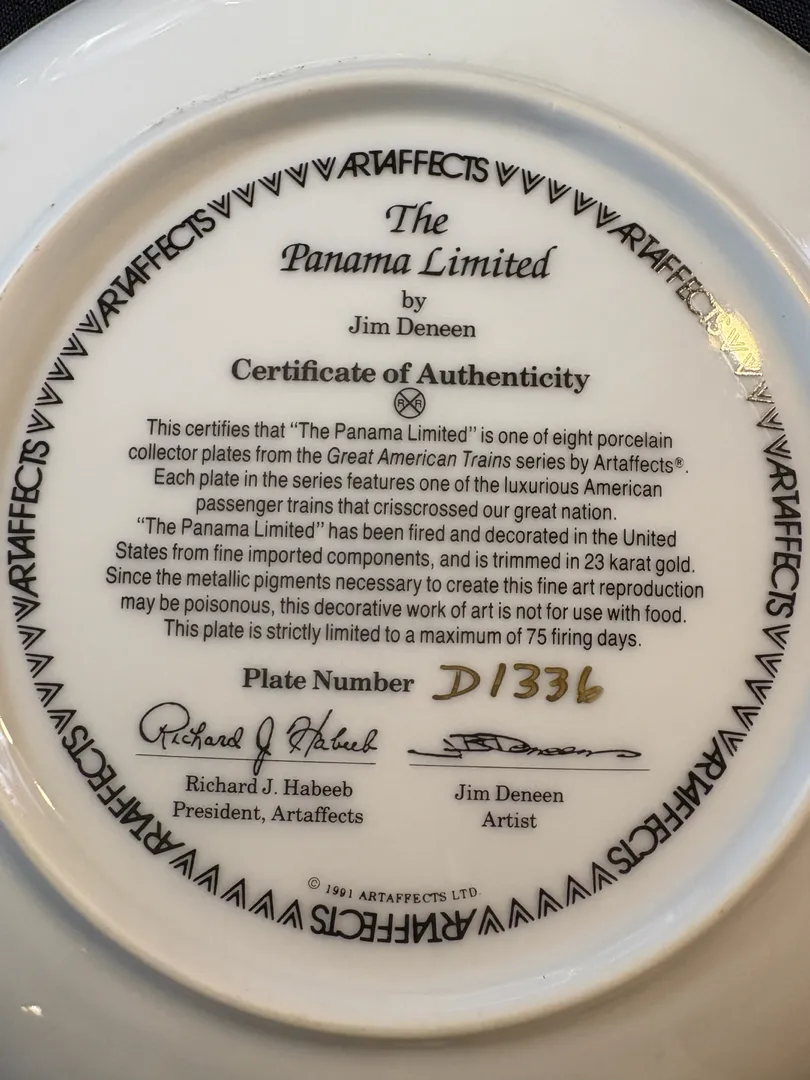 ARTAFFECTS
ARTAFFECTS
ARTAFFECTS
ARTAFFECTS
ARTAFFECTS
ARTAFFECTS
ARTAFFECTS
ARTAFFECTS
The
Panama Limited
by
Jim Deneen
Certificate of Authenticity
R R
This certifies that "The Panama Limited" is one of eight porcelain
collector plates from the Great American Trains series by Artaffects®.
Each plate in the series features one of the luxurious American
passenger trains that crisscrossed our great nation.
"The Panama Limited" has been fired and decorated in the United
States from fine imported components, and is trimmed in 23 karat gold.
Since the metallic pigments necessary to create this fine art reproduction
may be poisonous, this decorative work of art is not for use with food.
This plate is strictly limited to a maximum of 75 firing days.
Plate Number D1336
Richard J. Habeeb
JBDeneen
Richard J. Habeeb
President, Artaffects
Jim Deneen
Artist
© 1991 ARTAFFECTS LTD.